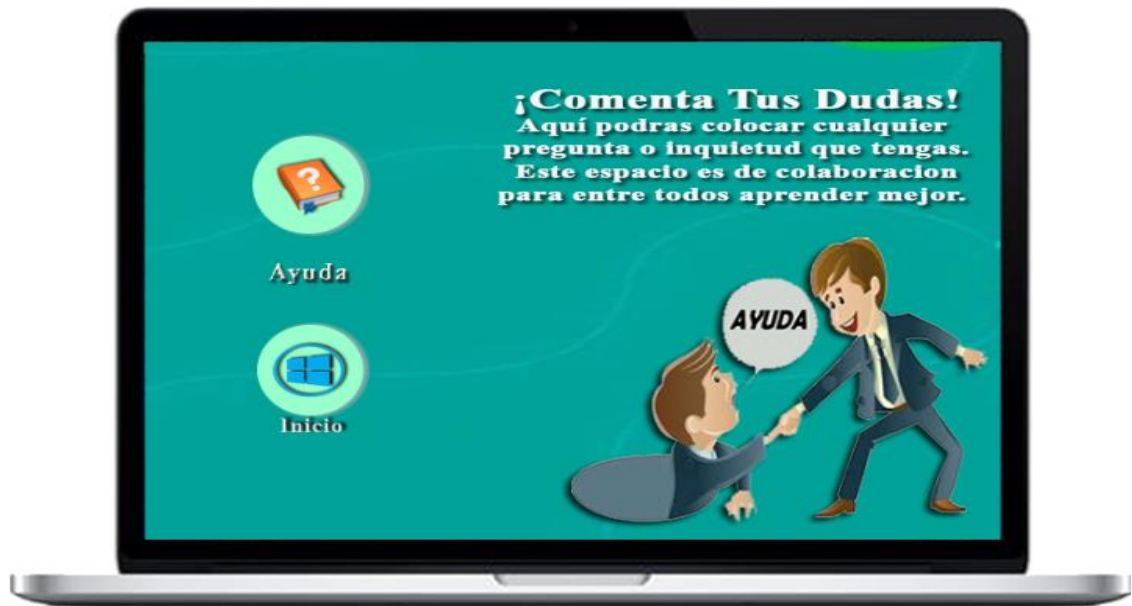 ¡Comenta Tus Dudas!
Aquí podras colocar cualquier
pregunta o inquietud que tengas.
Este espacio es de colaboracion
para entre todos aprender mejor.
?
Ayuda
Inicio
AYUDA